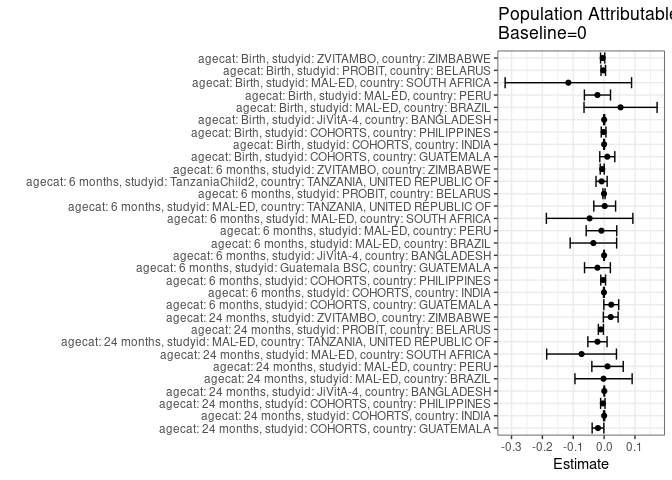 Population Attributable
Baseline=0
agecat: Birth, studyid: ZVITAMBO, country: ZIMBABWE
agecat: Birth, studyid: PROBIT, country: BELARUS
agecat: Birth, studyid: MAL-ED, country: SOUTH AFRICA
agecat: Birth, studyid: MAL-ED, country: PERU
agecat: Birth, studyid: MAL-ED, country: BRAZIL
agecat: Birth, studyid: JiVitA-4, country: BANGLADESH
agecat: Birth, studyid: COHORTS, country: PHILIPPINES
agecat: Birth, studyid: COHORTS, country: INDIA
agecat: Birth, studyid: COHORTS, country: GUATEMALA
agecat: 6 months, studyid: ZVITAMBO, country: ZIMBABWE
agecat: 6 months, studyid: TanzaniaChild2, country: TANZANIA, UNITED REPUBLIC OF
agecat: 6 months, studyid: PROBIT, country: BELARUS
agecat: 6 months, studyid: MAL-ED, country: TANZANIA, UNITED REPUBLIC OF
agecat: 6 months, studyid: MAL-ED, country: SOUTH AFRICA
agecat: 6 months, studyid: MAL-ED, country: PERU
agecat: 6 months, studyid: MAL-ED, country: BRAZIL
agecat: 6 months, studyid: JiVitA-4, country: BANGLADESH
agecat: 6 months, studyid: Guatemala BSC, country: GUATEMALA
agecat: 6 months, studyid: COHORTS, country: PHILIPPINES
agecat: 6 months, studyid: COHORTS, country: INDIA
agecat: 6 months, studyid: COHORTS, country: GUATEMALA
agecat: 24 months, studyid: ZVITAMBO, country: ZIMBABWE
agecat: 24 months, studyid: PROBIT, country: BELARUS
agecat: 24 months, studyid: MAL-ED, country: TANZANIA, UNITED REPUBLIC OF
agecat: 24 months, studyid: MAL-ED, country: SOUTH AFRICA
agecat: 24 months, studyid: MAL-ED, country: PERU
agecat: 24 months, studyid: MAL-ED, country: BRAZIL
agecat: 24 months, studyid: JiVitA-4, country: BANGLADESH
agecat: 24 months, studyid: COHORTS, country: PHILIPPINES
agecat: 24 months, studyid: COHORTS, country: INDIA
agecat: 24 months, studyid: COHORTS, country: GUATEMALA
-0.3 -0.2 -0.1 0.0 0.1
Estimate